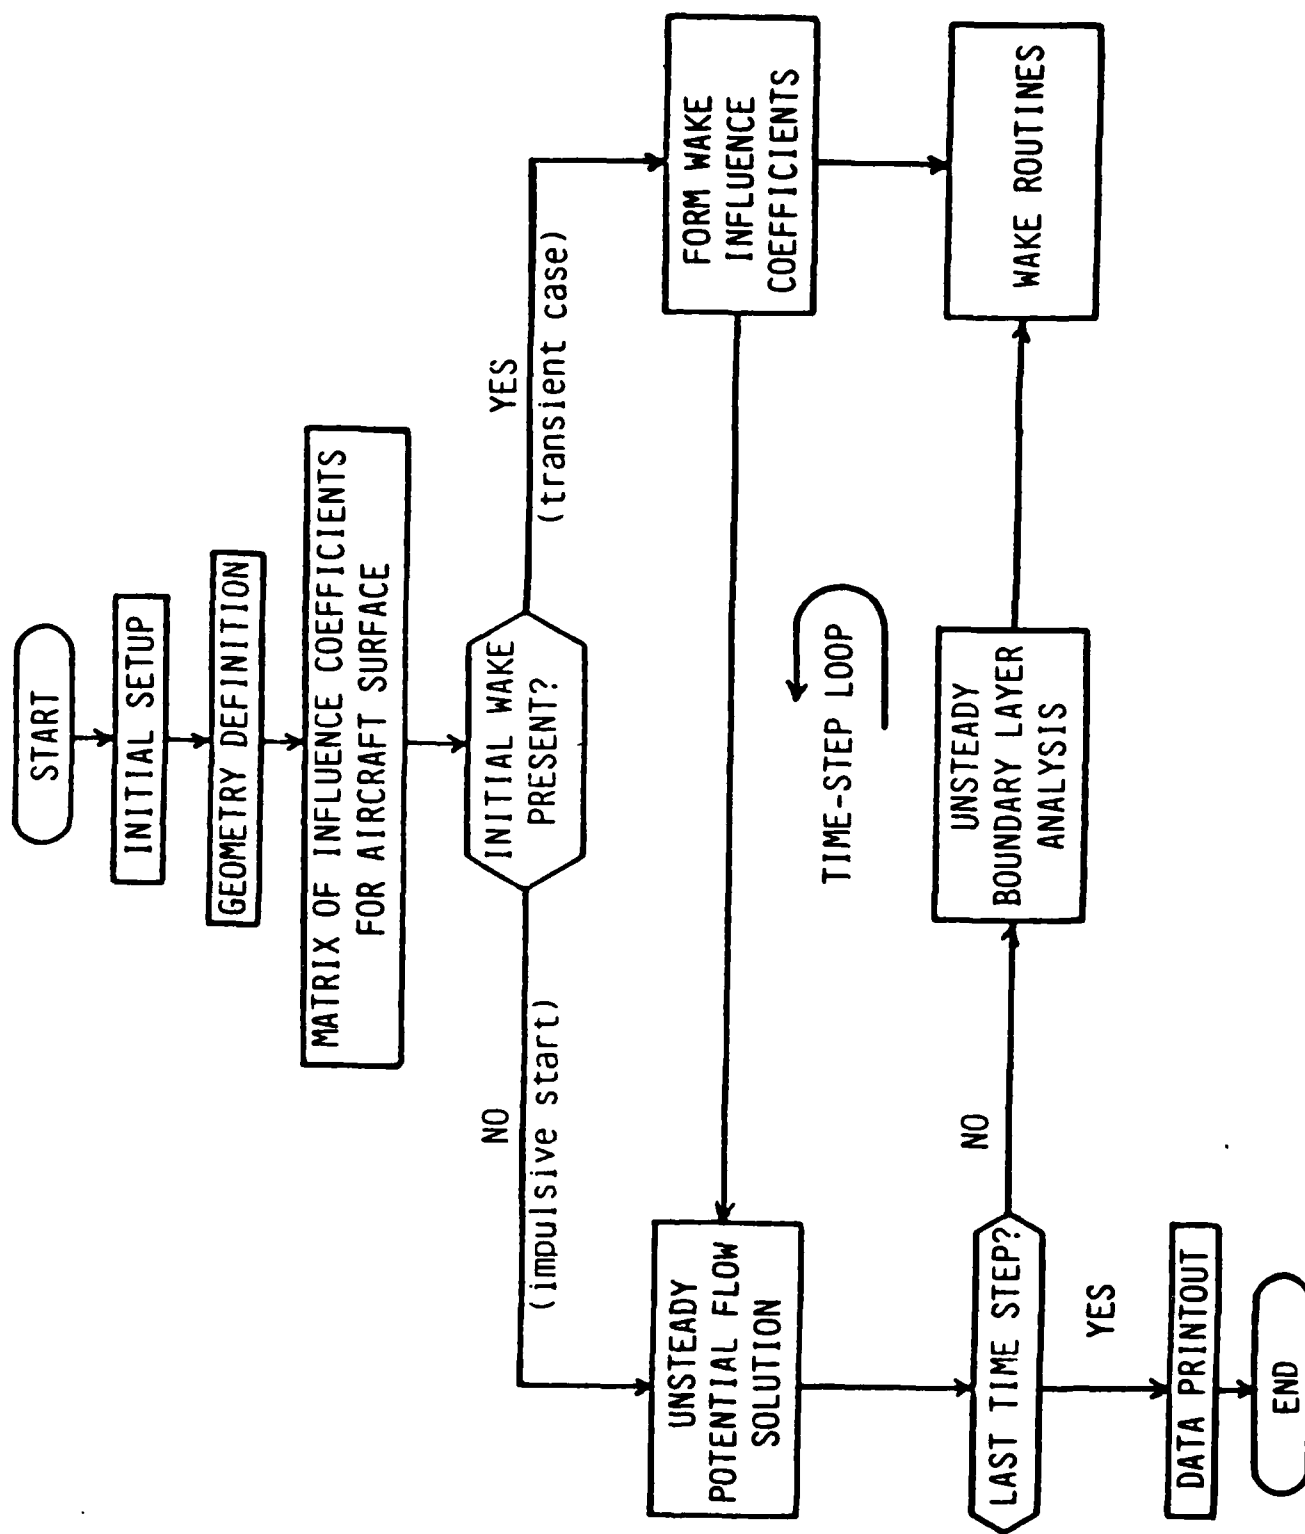 START
INITIAL SETUP
GEOMETRY DEFINITION
MATRIX OF INFLUENCE COEFFICIENTS
FOR AIRCRAFT SURFACE
INITIAL WAKE
PRESENT?
NO
(impulsive start)
YES
(transient case)
UNSTEADY
POTENTIAL FLOW
SOLUTION
FORM WAKE
INFLUENCE
COEFFICIENTS
TIME-STEP LOOP
LAST TIME STEP?
NO
UNSTEADY
BOUNDARY LAYER
ANALYSIS
WAKE ROUTINES
YES
DATA PRINTOUT
END